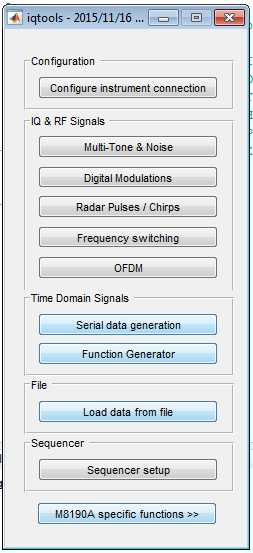 iqtools - 2015/11/16 ...
Configuration
Configure instrument connection
IQ & RF Signals
Multi-Tone & Noise
Digital Modulations
Radar Pulses / Chirps
Frequency switching
OFDM
Time Domain Signals
Serial data generation
Function Generator
File
Load data from file
Sequencer
Sequencer setup
M8190A specific functions >>